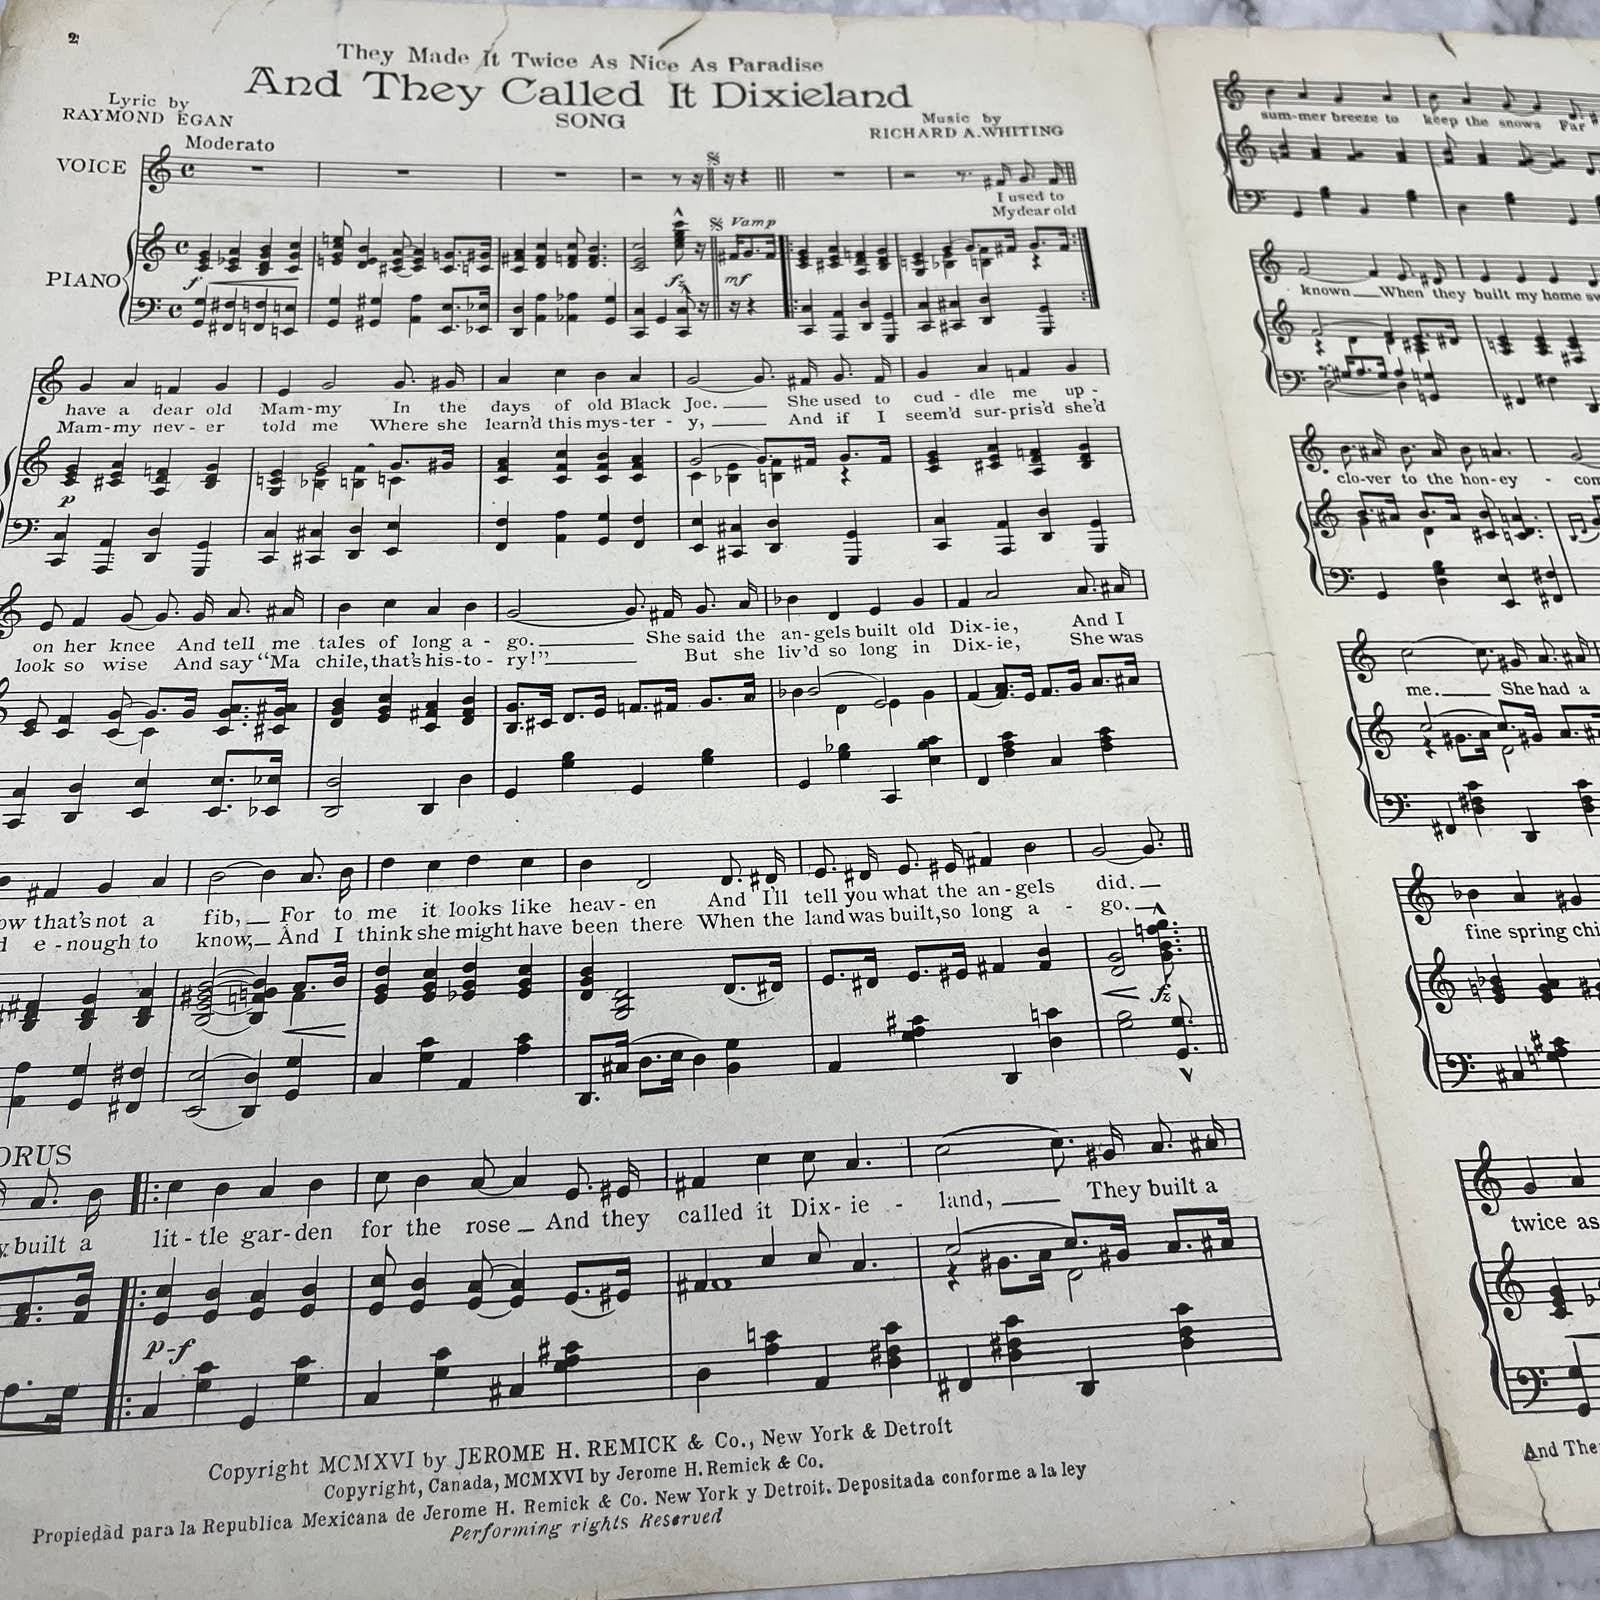 2
They Made It Twice As Nice As Paradise
And They Called It Dixieland
SONG
Lyric by
RAYMOND EGAN
Music by
RICHARD A. WHITING
Moderato
VOICE
I used to
My dear old
Vamp
PIANO
f
fz
mf
have a dear old Mam-my In the days of old Black Joe. She used to cud-dle me up-
Mam-my nev-er told me Where she learn'd this mys-ter-y, And if I seem'd sur-pris'd she'd
p
on her knee And tell me tales of long a-go. She said the an-gels built old Dix-ie, And I
look so wise And say "Ma chile, that's his-to-ry!" But she liv'd so long in Dix-ie, She was
that's not a fib, For to me it looks like heav-en And I'll tell you what the an-gels did.
e-nough to know; And I think she might have been there When the land was built, so long a-go.
fz
built a lit-tle gar-den for the rose And they called it Dix-ie-land, They built a
p-f
Copyright MCMXVI by JEROME H. REMICK & Co., New York & Detroit
Copyright, Canada, MCMXVI by Jerome H. Remick & Co.
Propiedad para la Republica Mexicana de Jerome H. Remick & Co. New York y Detroit. Depositada conforme a la ley
Performing rights Reserved
sum-mer breeze to keep the snows Far
known When they built my home
clo-ver to the hon-ey-
me. She had a
fine spring
twice as
And